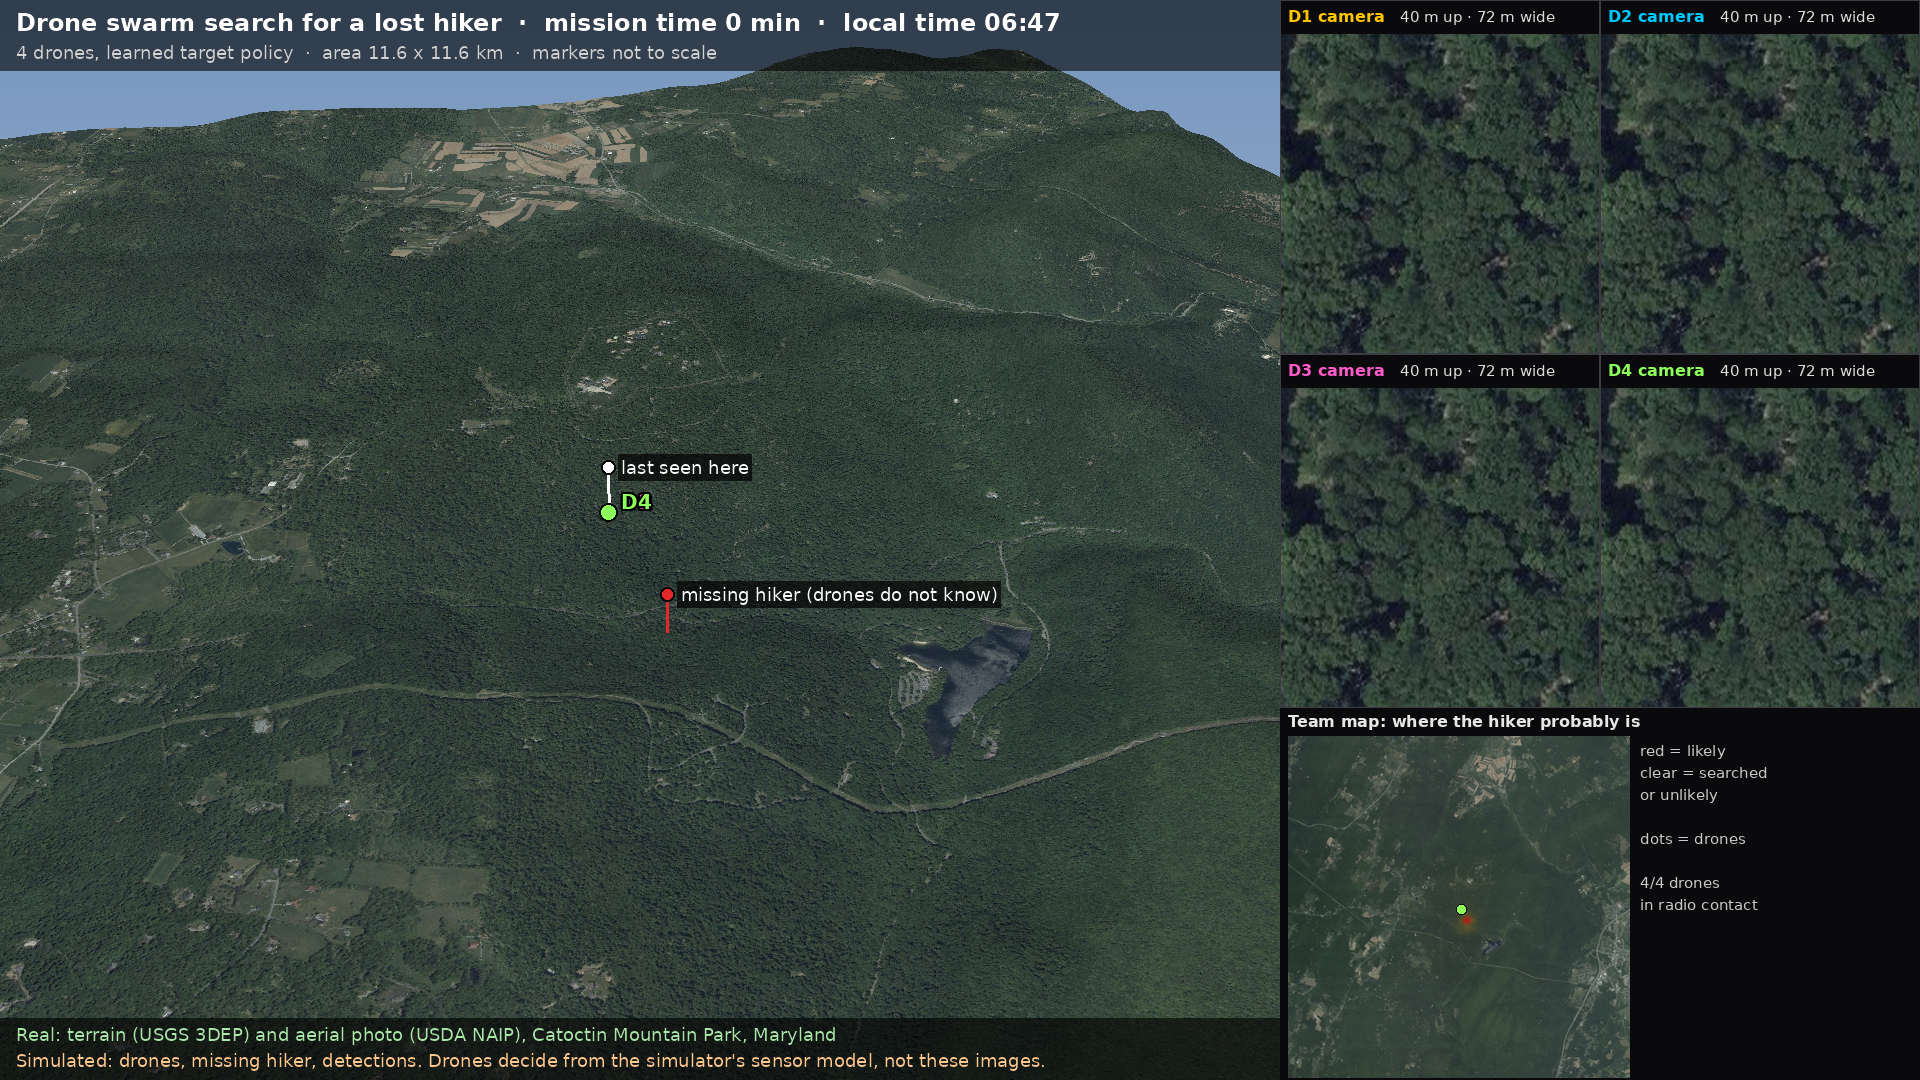 Drone swarm search for a lost hiker · mission time 0 min · local time 06:47
4 drones, learned target policy · area 11.6 x 11.6 km · markers not to scale
D1 camera 40 m up · 72 m wide
D2 camera 40 m up · 72 m wide
last seen here
D4
missing hiker (drones do not know)
D3 camera 40 m up · 72 m wide
D4 camera 40 m up · 72 m wide
Team map: where the hiker probably is
red = likely
clear = searched
or unlikely
dots = drones
4/4 drones
in radio contact
Real: terrain (USGS 3DEP) and aerial photo (USDA NAIP), Catoctin Mountain Park, Maryland
Simulated: drones, missing hiker, detections. Drones decide from the simulator's sensor model, not these images.